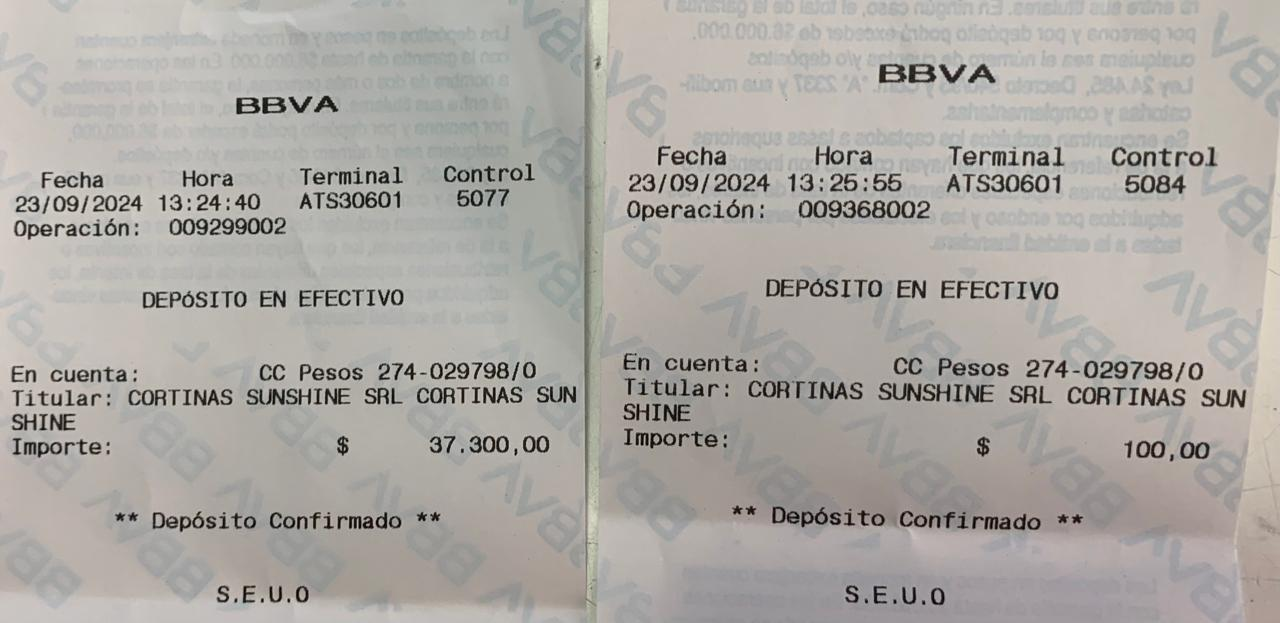 BBVA
Fecha Hora Terminal Control
23/09/2024 13:24:40 ATS30601 5077
Operación: 009299002
DEPÓSITO EN EFECTIVO
En cuenta: CC Pesos 274-029798/0
Titular: CORTINAS SUNSHINE SRL CORTINAS SUN
SHINE
Importe: $ 37.300,00
** Depósito Confirmado **
S.E.U.O
BBVA
Fecha Hora Terminal Control
23/09/2024 13:25:55 ATS30601 5084
Operación: 009368002
DEPÓSITO EN EFECTIVO
En cuenta: CC Pesos 274-029798/0
Titular: CORTINAS SUNSHINE SRL CORTINAS SUN
SHINE
Importe: $ 100,00
** Depósito Confirmado **
S.E.U.O